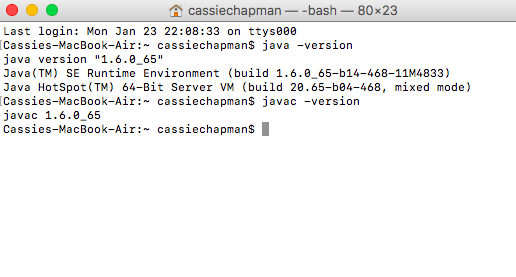 cassiechapman — -bash — 80×23
Last login: Mon Jan 23 22:08:33 on ttys000
[Cassies-MacBook-Air:~ cassiechapman$ java -version
java version "1.6.0_65"
Java(TM) SE Runtime Environment (build 1.6.0_65-b14-468-11M4833)
Java HotSpot(TM) 64-Bit Server VM (build 20.65-b04-468, mixed mode)
[Cassies-MacBook-Air:~ cassiechapman$ javac -version
javac 1.6.0_65
Cassies-MacBook-Air:~ cassiechapman$